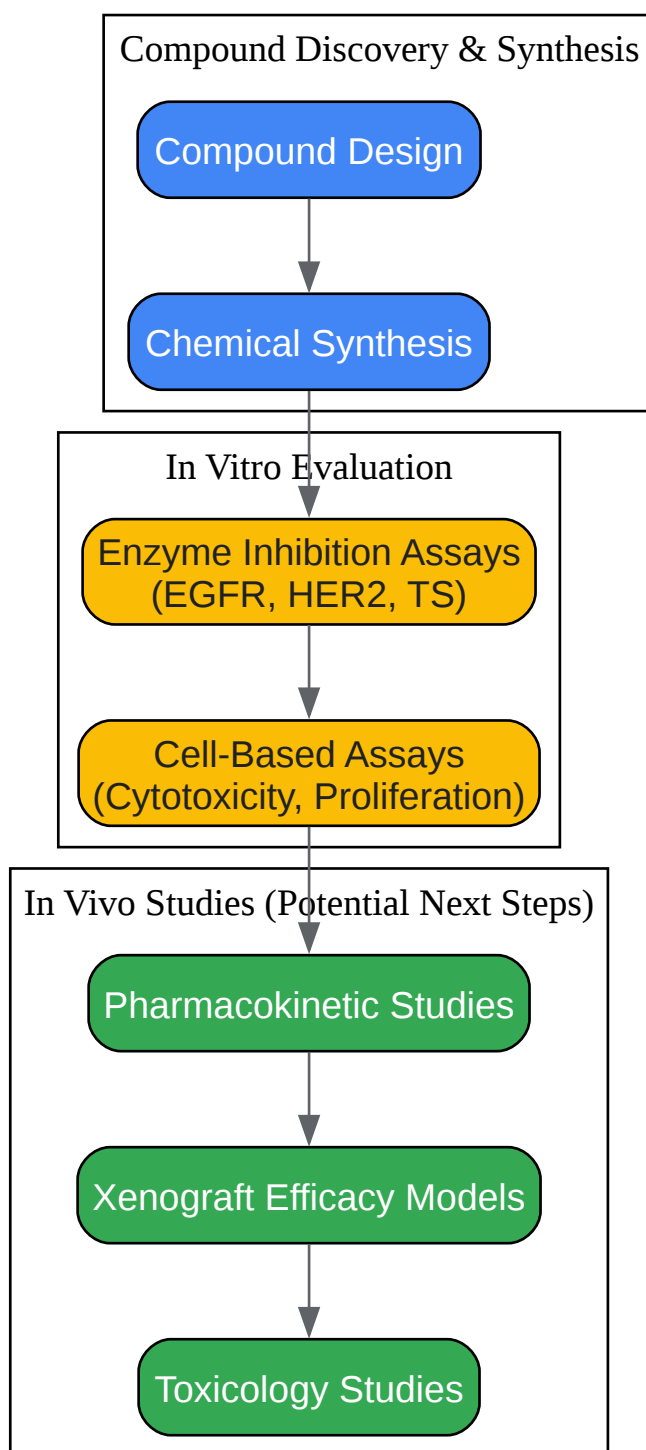 Compound Discovery & Synthesis
Compound Design
Chemical Synthesis
In Vitro Evaluation
Enzyme Inhibition Assays
(EGFR, HER2, TS)
Cell-Based Assays
(Cytotoxicity, Proliferation)
In Vivo Studies (Potential Next Steps)
Pharmacokinetic Studies
Xenograft Efficacy Models
Toxicology Studies